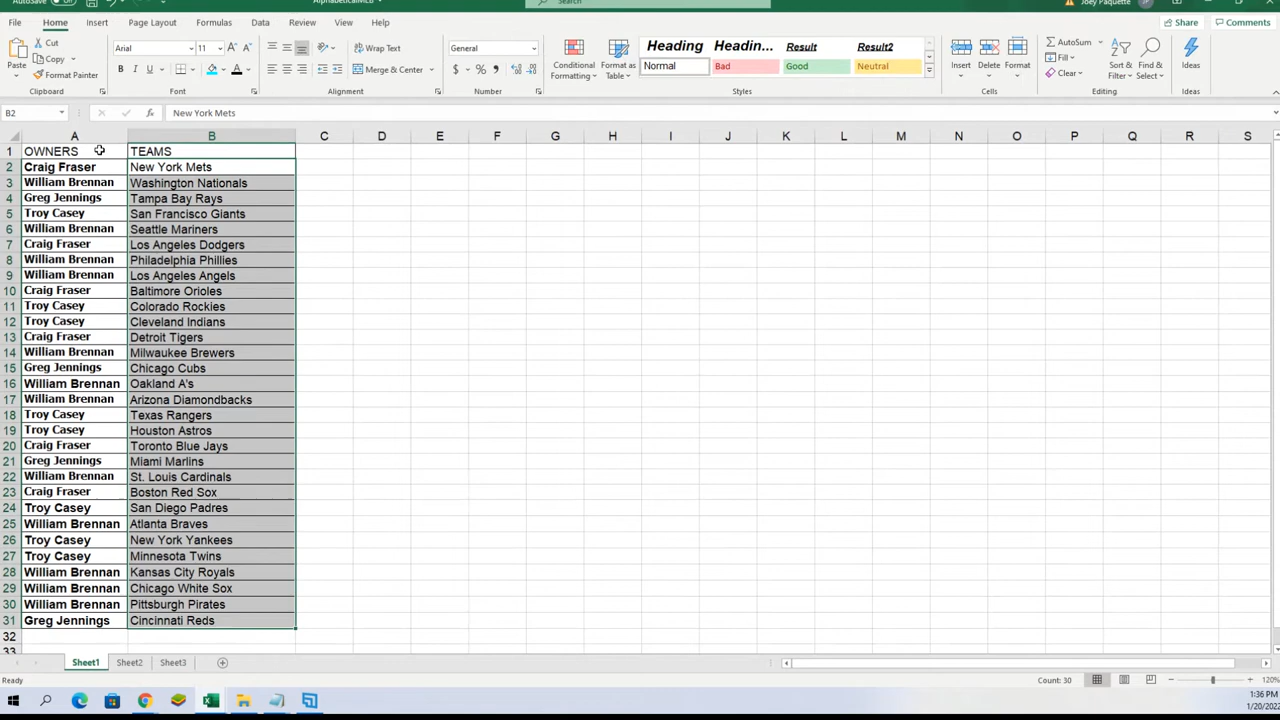 AutoSave Off Search Joey Paquette JP
File Home Insert Page Layout Formulas Data Review View Help Share Comments
Paste Cut Copy Format Painter Clipboard
Arial 11 B I U Font
Wrap Text Merge & Center Alignment
General $ % Number
Conditional Formatting Format as Table
Heading Headin... Result Result2
Normal Bad Good Neutral
Styles
Insert Delete Format Cells
AutoSum Fill Clear Sort & Filter Find & Select Editing
Ideas Ideas
B2 fx New York Mets
A B C D E F G H I J K L M N O P Q R S
1 OWNERS TEAMS
2 Craig Fraser New York Mets
3 William Brennan Washington Nationals
4 Greg Jennings Tampa Bay Rays
5 Troy Casey San Francisco Giants
6 William Brennan Seattle Mariners
7 Craig Fraser Los Angeles Dodgers
8 William Brennan Philadelphia Phillies
9 William Brennan Los Angeles Angels
10 Craig Fraser Baltimore Orioles
11 Troy Casey Colorado Rockies
12 Troy Casey Cleveland Indians
13 Craig Fraser Detroit Tigers
14 William Brennan Milwaukee Brewers
15 Greg Jennings Chicago Cubs
16 William Brennan Oakland A's
17 William Brennan Arizona Diamondbacks
18 Troy Casey Texas Rangers
19 Troy Casey Houston Astros
20 Craig Fraser Toronto Blue Jays
21 Greg Jennings Miami Marlins
22 William Brennan St. Louis Cardinals
23 Craig Fraser Boston Red Sox
24 Troy Casey San Diego Padres
25 William Brennan Atlanta Braves
26 Troy Casey New York Yankees
27 Troy Casey Minnesota Twins
28 William Brennan Kansas City Royals
29 William Brennan Chicago White Sox
30 William Brennan Pittsburgh Pirates
31 Greg Jennings Cincinnati Reds
32
33
Sheet1 Sheet2 Sheet3
Ready Count: 30 120%
1:36 PM